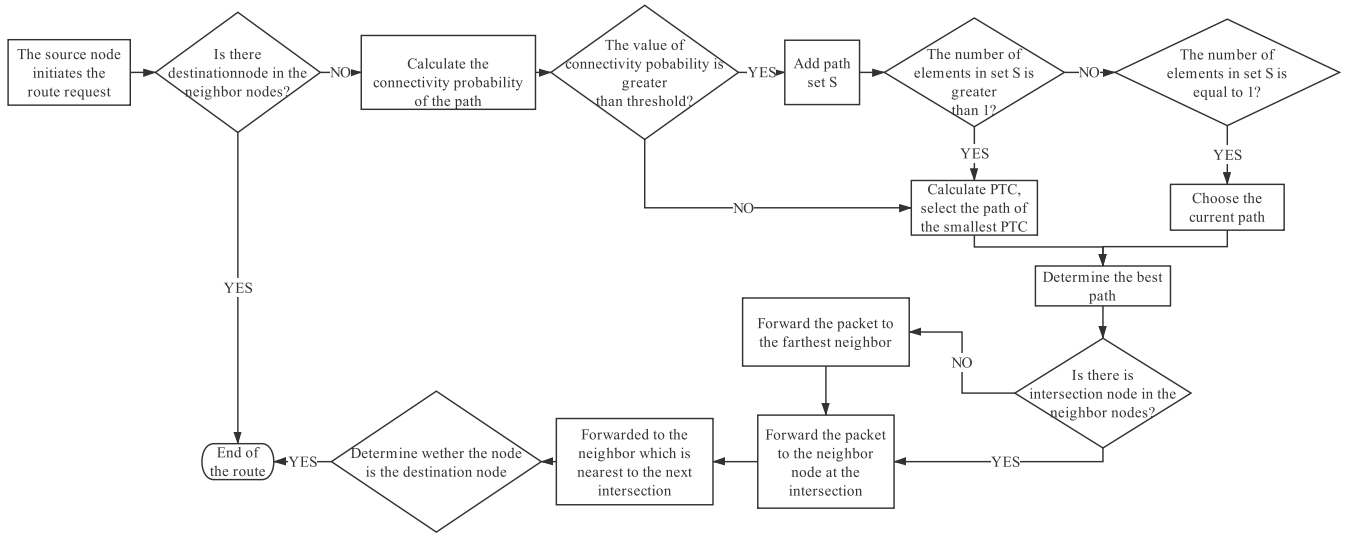 The source node
initiates the
route request
Is there
destinationnode in the
neighbor nodes?
NO
Calculate the
connectivity pobability
of the path
The value of
connectivity pobability is
greater
than threshold?
YES
Add path
set S
The number of
elements in set S is
greater
than 1?
NO
The number of
elements in set S is
equal to 1?
YES
YES
NO
Calculate PTC,
select the path of
the smallest PTC
Choose the
current path
YES
Determine the best
path
Forward the packet to
the farthest neighbor
NO
Is there is
intersection node in the
neighbor nodes?
End of
the route
YES
Determine wether the node
is the destination node
Forwarded to the
neighbor which is
nearest to the next
intersection
Forward the packet
to the neighbor
node at the
intersection
YES